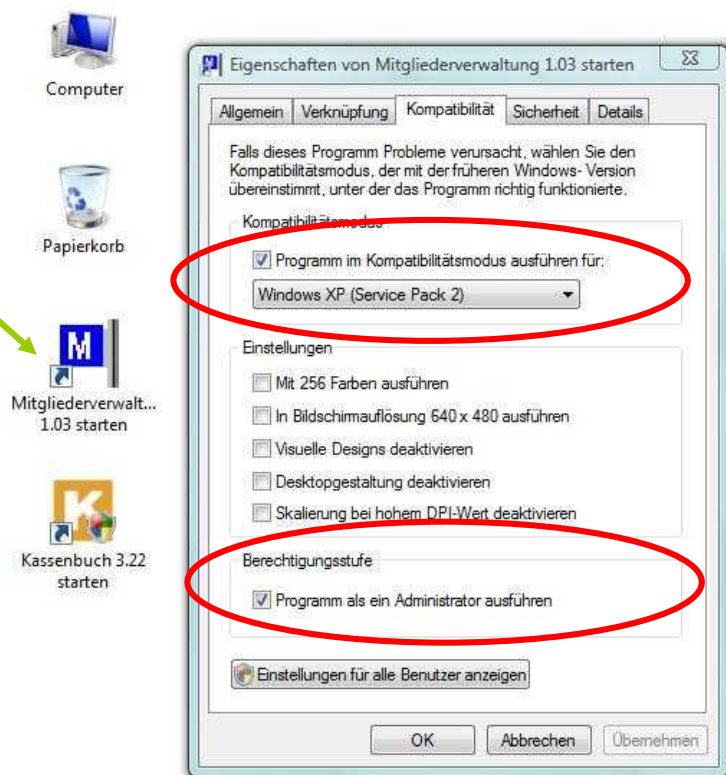 Computer
Papierkorb
M
Mitgliederverwalt...
1.03 starten
K
Kassenbuch 3.22
starten
Eigenschaften von Mitgliederverwaltung 1.03 starten
Allgemein Verknüpfung Kompatibilität Sicherheit Details
Falls dieses Programm Probleme verursacht, wählen Sie den
Kompatibilitätsmodus, der mit der früheren Windows- Version
übereinstimmt, unter der das Programm richtig funktionierte.
Kompatibilitätsmodus
Programm im Kompatibilitätsmodus ausführen für:
Windows XP (Service Pack 2)
Einstellungen
Mit 256 Farben ausführen
In Bildschirmauflösung 640 x 480 ausführen
Visuelle Designs deaktivieren
Desktopgestaltung deaktivieren
Skalierung bei hohem DPI-Wert deaktivieren
Berechtigungsstufe
Programm als ein Administrator ausführen
Einstellungen für alle Benutzer anzeigen
OK Abbrechen Übernehmen